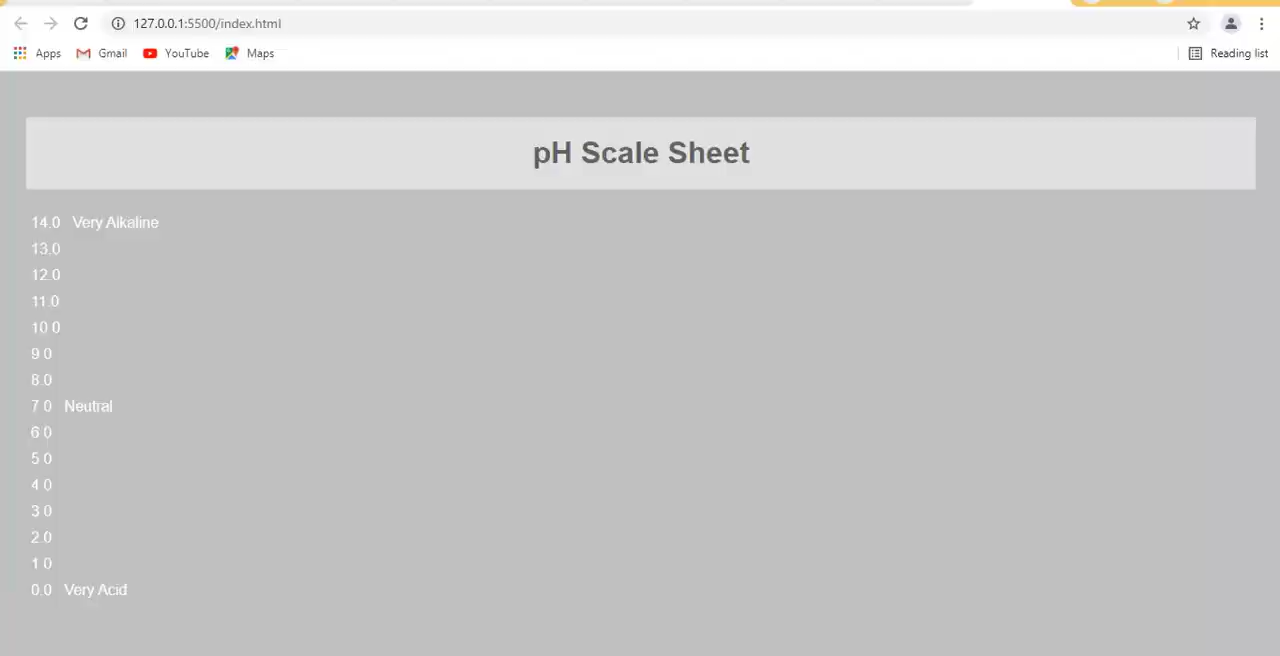 127.0.0.1:5500/index.html
Apps Gmail YouTube Maps Reading list
pH Scale Sheet
14.0 Very Alkaline
13.0
12.0
11.0
10.0
9.0
8.0
7.0 Neutral
6.0
5.0
4.0
3.0
2.0
1.0
0.0 Very Acid